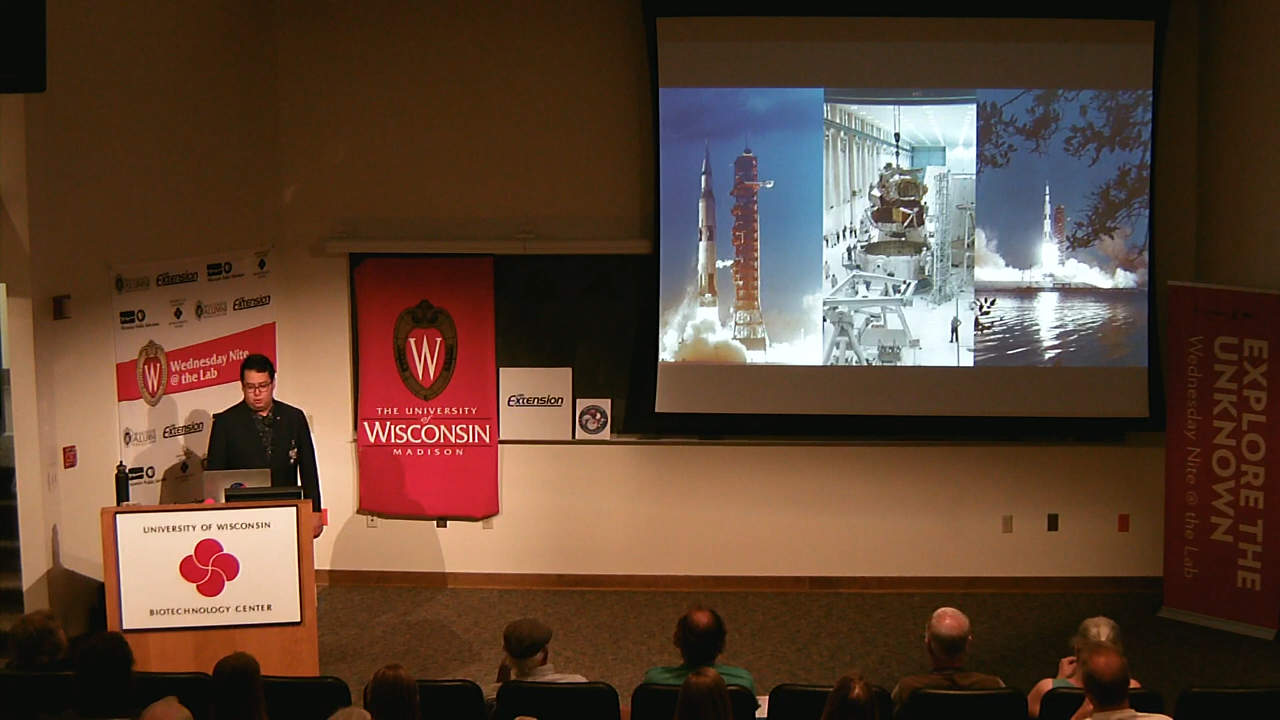 Extension
Extension
Wednesday Nite
@ the Lab
ALUMNI
Extension
W
THE UNIVERSITY
of
WISCONSIN
MADISON
Extension
UNIVERSITY OF WISCONSIN
BIOTECHNOLOGY CENTER
EXPLORE THE
UNKNOWN
Wednesday Nite @ the Lab